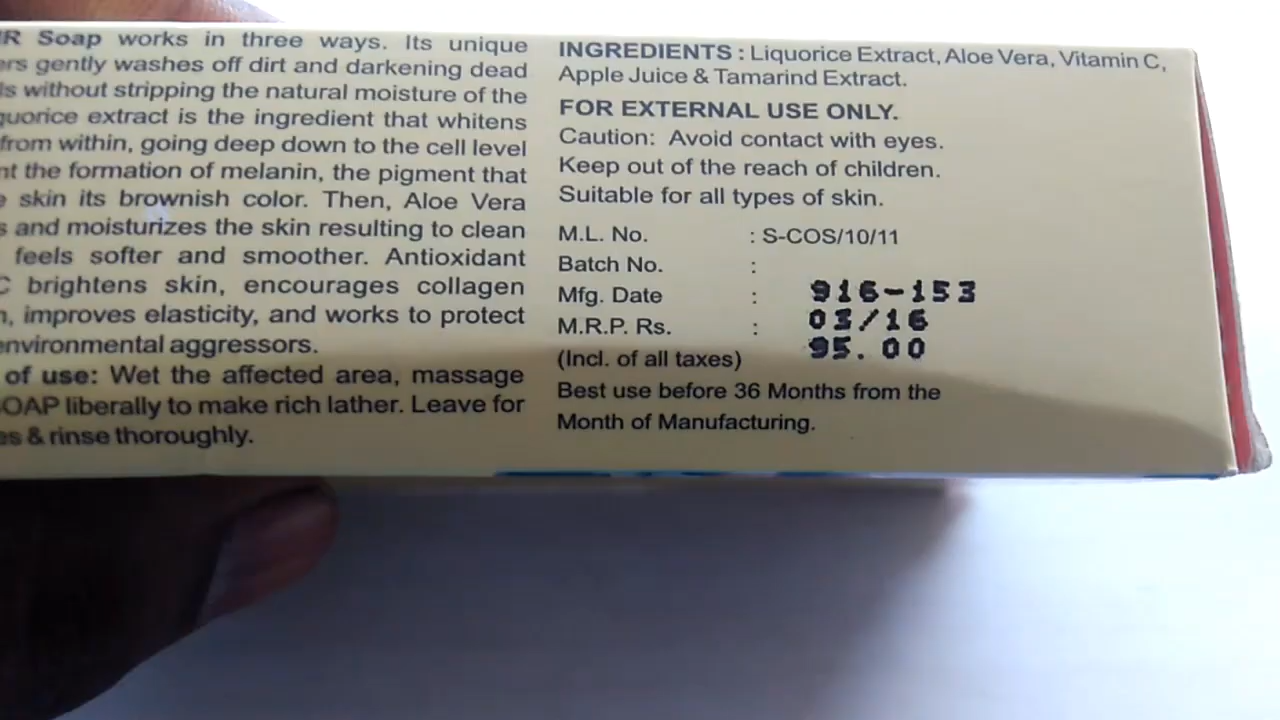 R Soap works in three ways. Its unique
ers gently washes off dirt and darkening dead
ls without stripping the natural moisture of the
quorice extract is the ingredient that whitens
from within, going deep down to the cell level
nt the formation of melanin, the pigment that
e skin its brownish color. Then, Aloe Vera
s and moisturizes the skin resulting to clean
feels softer and smoother. Antioxidant
C brightens skin, encourages collagen
n, improves elasticity, and works to protect
environmental aggressors.
of use: Wet the affected area, massage
SOAP liberally to make rich lather. Leave for
es & rinse thoroughly.
INGREDIENTS : Liquorice Extract, Aloe Vera, Vitamin C,
Apple Juice & Tamarind Extract.
FOR EXTERNAL USE ONLY.
Caution: Avoid contact with eyes.
Keep out of the reach of children.
Suitable for all types of skin.
M.L. No. : S-COS/10/11
Batch No. :
Mfg. Date : 916-153
M.R.P. Rs. : 03/16
(Incl. of all taxes) 95.00
Best use before 36 Months from the
Month of Manufacturing.